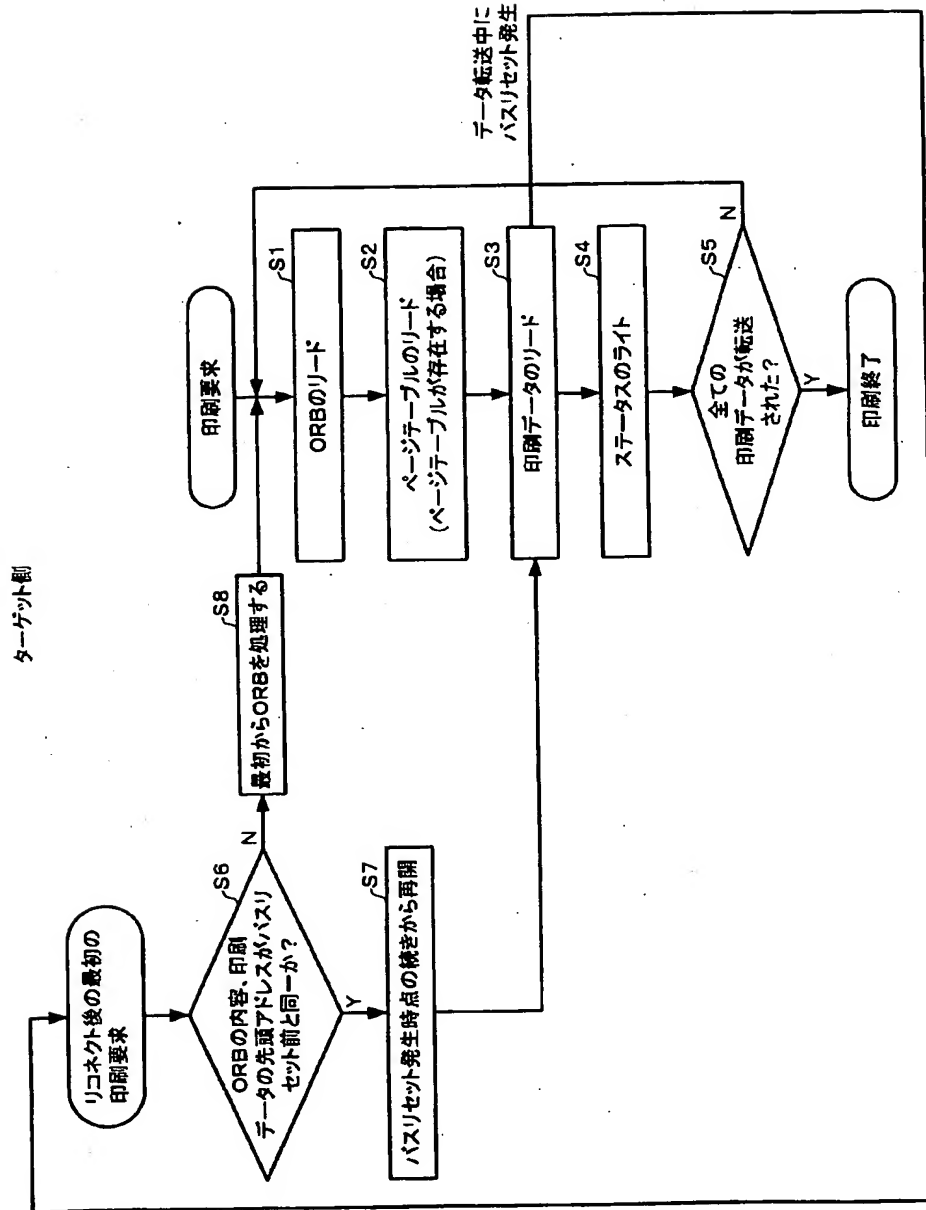 ターゲット側
印刷要求
S1
ORBのリード
S2
ページテーブルのリード
(ページテーブルが存在する場合)
S3
印刷データのリード
データ転送中に
バスリセット発生
S4
ステータスのライト
S5
全ての
印刷データが転送
された?
N
Y
印刷終了
リコネクト後の最初の
印刷要求
S6
ORBの内容、印刷
データの先頭アドレスがバスリ
セット前と同一か?
N
Y
S8
最初からORBを処理する
S7
バスリセット発生時点の続きから再開